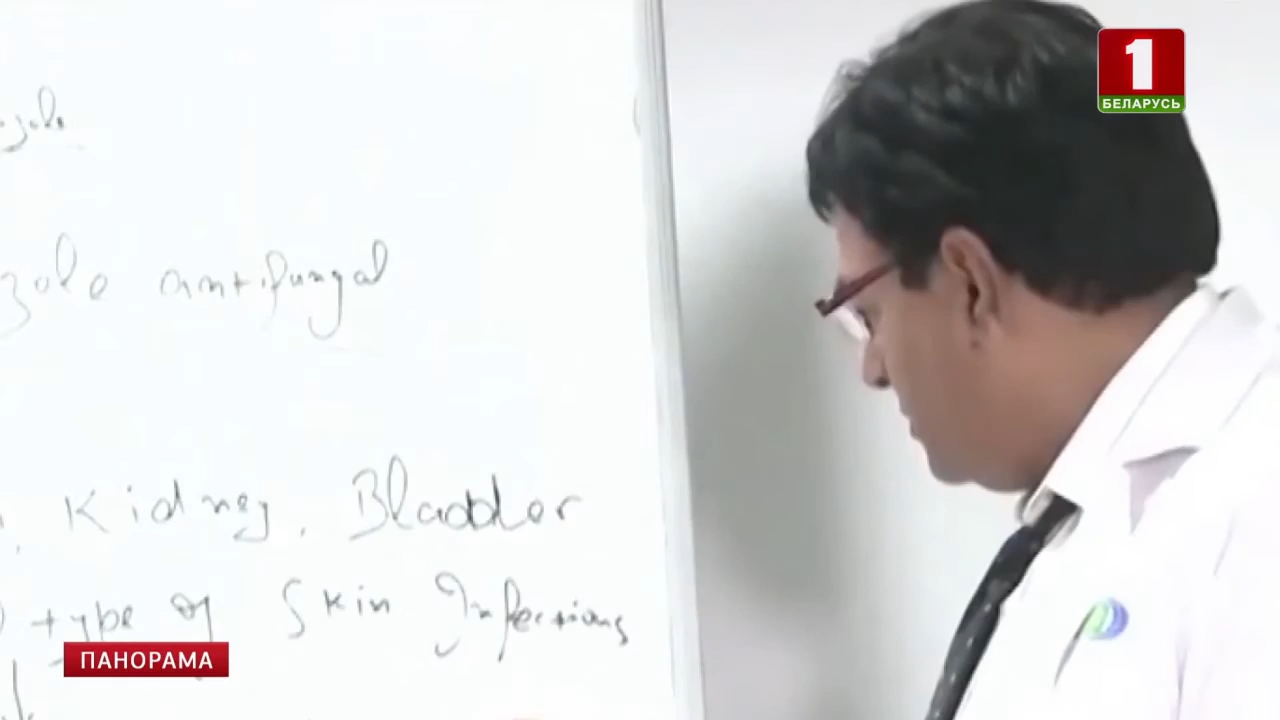 1
БЕЛАРУСЬ
zole antifungal
Kidney, Bladder
type of Skin Infections
ПАНОРАМА